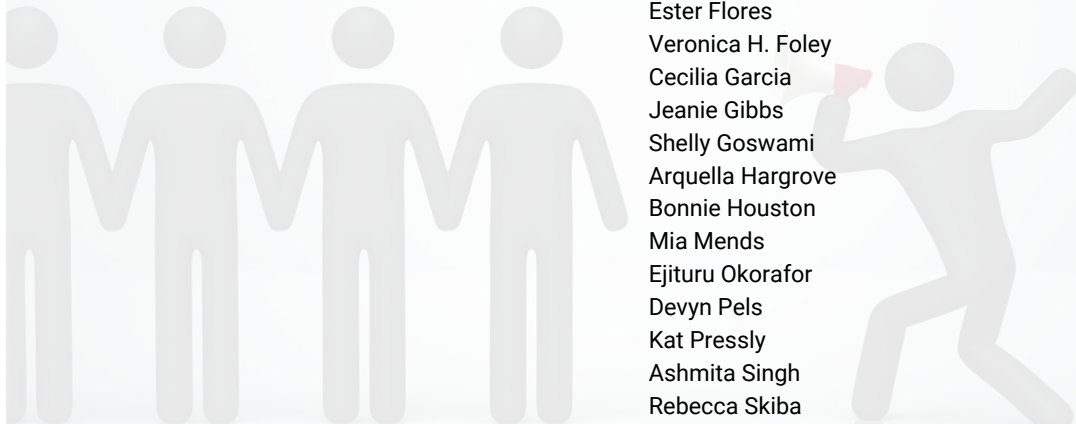 Ester Flores
Veronica H. Foley
Cecilia Garcia
Jeanie Gibbs
Shelly Goswami
Arquella Hargrove
Bonnie Houston
Mia Mends
Ejituru Okorafor
Devyn Pels
Kat Pressly
Ashmita Singh
Rebecca Skiba